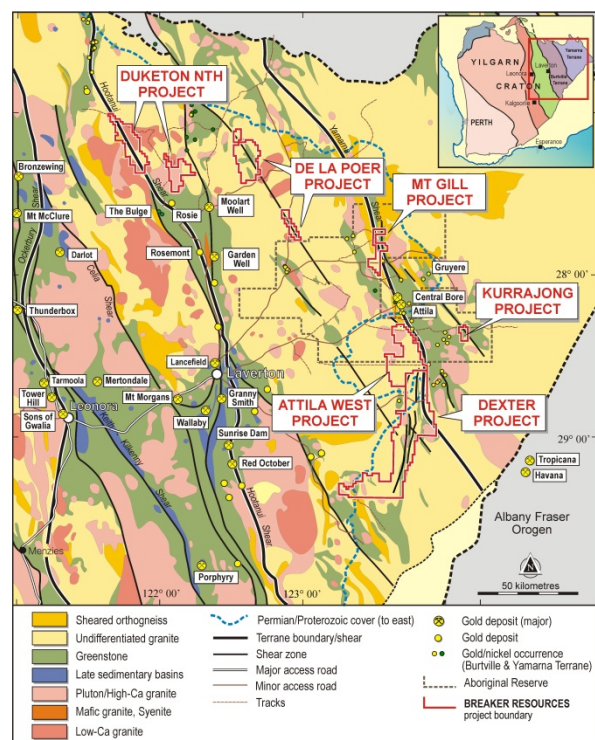 YILGARN
CRATON
Yamarna
Terrane
Laverton
Leonora
Burtville
Terrane
Kalgoorlie
PERTH
Esperance
DUKETON NTH
PROJECT
DE LA POER
PROJECT
MT GILL
PROJECT
KURRAJONG
PROJECT
ATTILA WEST
PROJECT
DEXTER
PROJECT
Hootanui
Shear
Yamarna
Shear
Bronzewing
Mt McClure
Ockerbury
Shear
Darlot
Celia
Shear
Thunderbox
The Bulge
Rosie
Moolart
Well
Rosemont
Garden
Well
Gruyere
Central Bore
Attila
28° 00'
Lancefield
Laverton
Tarmoola
Mertondale
Tower
Hill
Leonora
Sons of
Gwalia
Mt Morgans
Granny
Smith
Wallaby
Sunrise Dam
Red October
Keith
Kilkenny
Shear
Hootanui
Shear
29° 00'
Tropicana
Havana
Albany Fraser
Orogen
Menzies
Porphyry
122° 00'
123° 00'
N
50 kilometres
Sheared orthogneiss
Undifferentiated granite
Greenstone
Late sedimentary basins
Pluton/High-Ca granite
Mafic granite, Syenite
Low-Ca granite
Permian/Proterozoic cover (to east)
Terrane boundary/shear
Shear zone
Major access road
Minor access road
Tracks
Gold deposit (major)
Gold deposit
Gold/nickel occurrence
(Burtville & Yamarna Terrane)
Aboriginal Reserve
BREAKER RESOURCES
project boundary